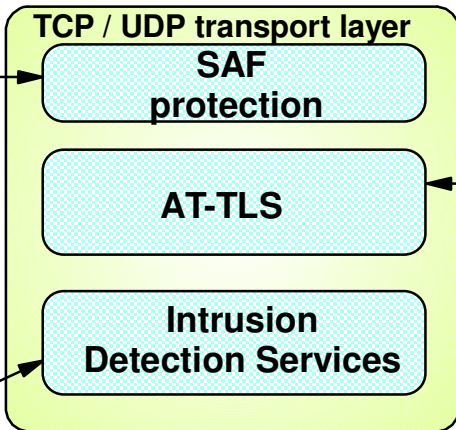 TCP / UDP transport layer
SAF
protection
AT-TLS
Intrusion
Detection Services